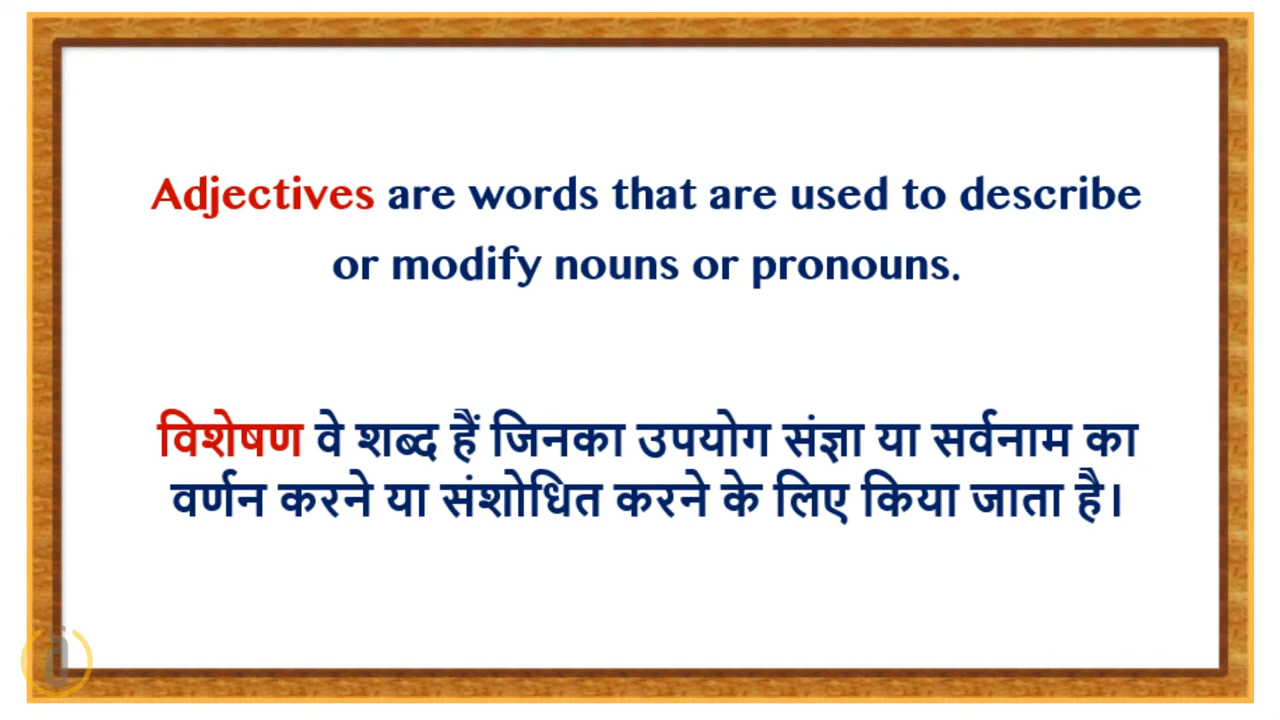 Adjectives are words that are used to describe
or modify nouns or pronouns.
विशेषण वे शब्द हैं जिनका उपयोग संज्ञा या सर्वनाम का
वर्णन करने या संशोधित करने के लिए किया जाता है।